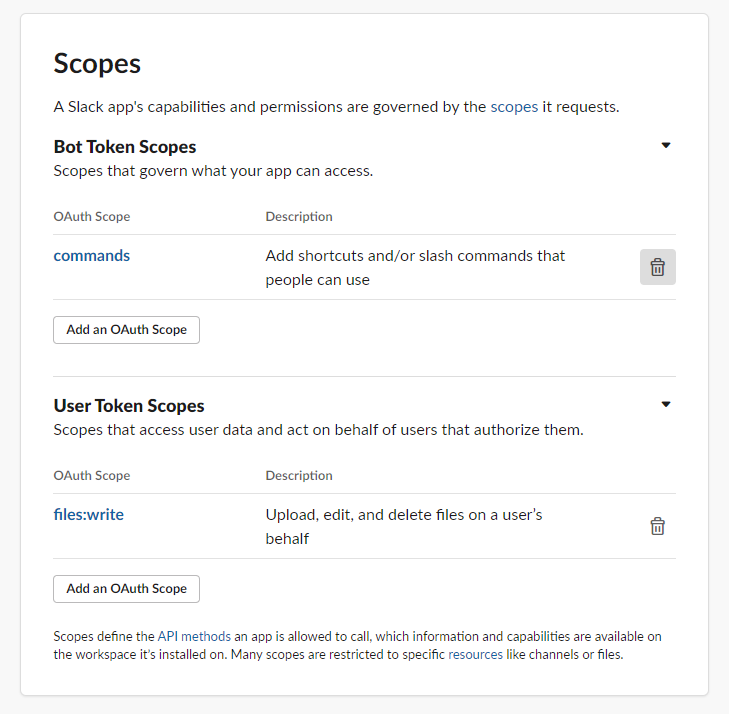 Scopes
A Slack app's capabilities and permissions are governed by the scopes it requests.
Bot Token Scopes
Scopes that govern what your app can access.
OAuth Scope Description
commands Add shortcuts and/or slash commands that
people can use
Add an OAuth Scope
User Token Scopes
Scopes that access user data and act on behalf of users that authorize them.
OAuth Scope Description
files:write Upload, edit, and delete files on a user’s
behalf
Add an OAuth Scope
Scopes define the API methods an app is allowed to call, which information and capabilities are available on
the workspace it's installed on. Many scopes are restricted to specific resources like channels or files.